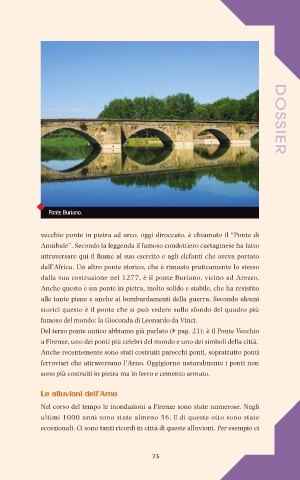 DOSSIER
Ponte Buriano.
vecchio ponte in pietra ad arco, oggi diroccato, è chiamato il "Ponte di
Annibale". Secondo la leggenda il famoso condottiero cartaginese ha fatto
attraversare qui il fiume al suo esercito e agli elefanti che aveva portato
dall'Africa. Un altro ponte storico, che è rimasto praticamente lo stesso
dalla sua costruzione nel 1277, è il ponte Buriano, vicino ad Arezzo.
Anche questo è un ponte in pietra, molto solido e stabile, che ha resistito
alle tante piene e anche ai bombardamenti della guerra. Secondo alcuni
storici questo è il ponte che si può vedere sullo sfondo del quadro più
famoso del mondo: la Gioconda di Leonardo da Vinci.
Del terzo ponte antico abbiamo già parlato (▸ pag. 21): è il Ponte Vecchio
a Firenze, uno dei ponti più celebri del mondo e uno dei simboli della città.
Anche recentemente sono stati costruiti parecchi ponti, soprattutto ponti
ferroviari che attraversano l'Arno. Oggigiorno naturalmente i ponti non
sono più costruiti in pietra ma in ferro e cemento armato.
Le alluvioni dell'Arno
Nel corso del tempo le inondazioni a Firenze sono state numerose. Negli
ultimi 1000 anni sono state almeno 56. E di queste otto sono state
eccezionali. Ci sono tanti ricordi in città di queste alluvioni. Per esempio ci
73